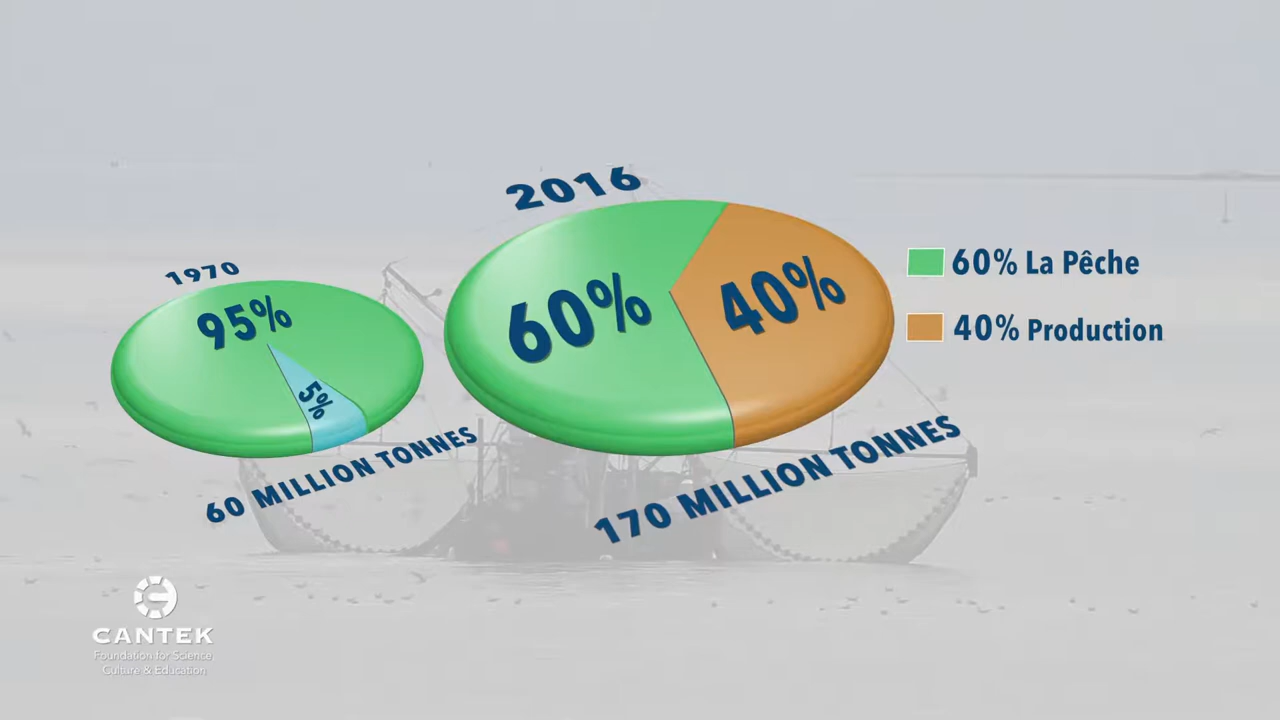 1970
95%
5%
60 MILLION TONNES
2016
60%
40%
170 MILLION TONNES
60% La Pêche
40% Production
CANTEK
Foundation for Science
Culture & Education